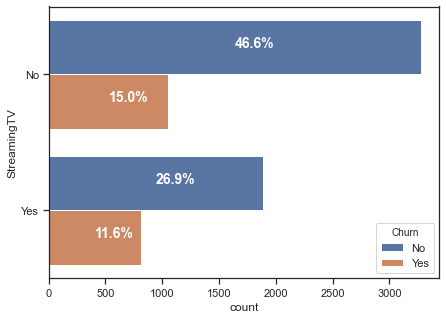 46.6%
No
15.0%
StreamingTV
26.9%
Yes
11.6%
Churn
No
Yes
0 500 1000 1500 2000 2500 3000
count